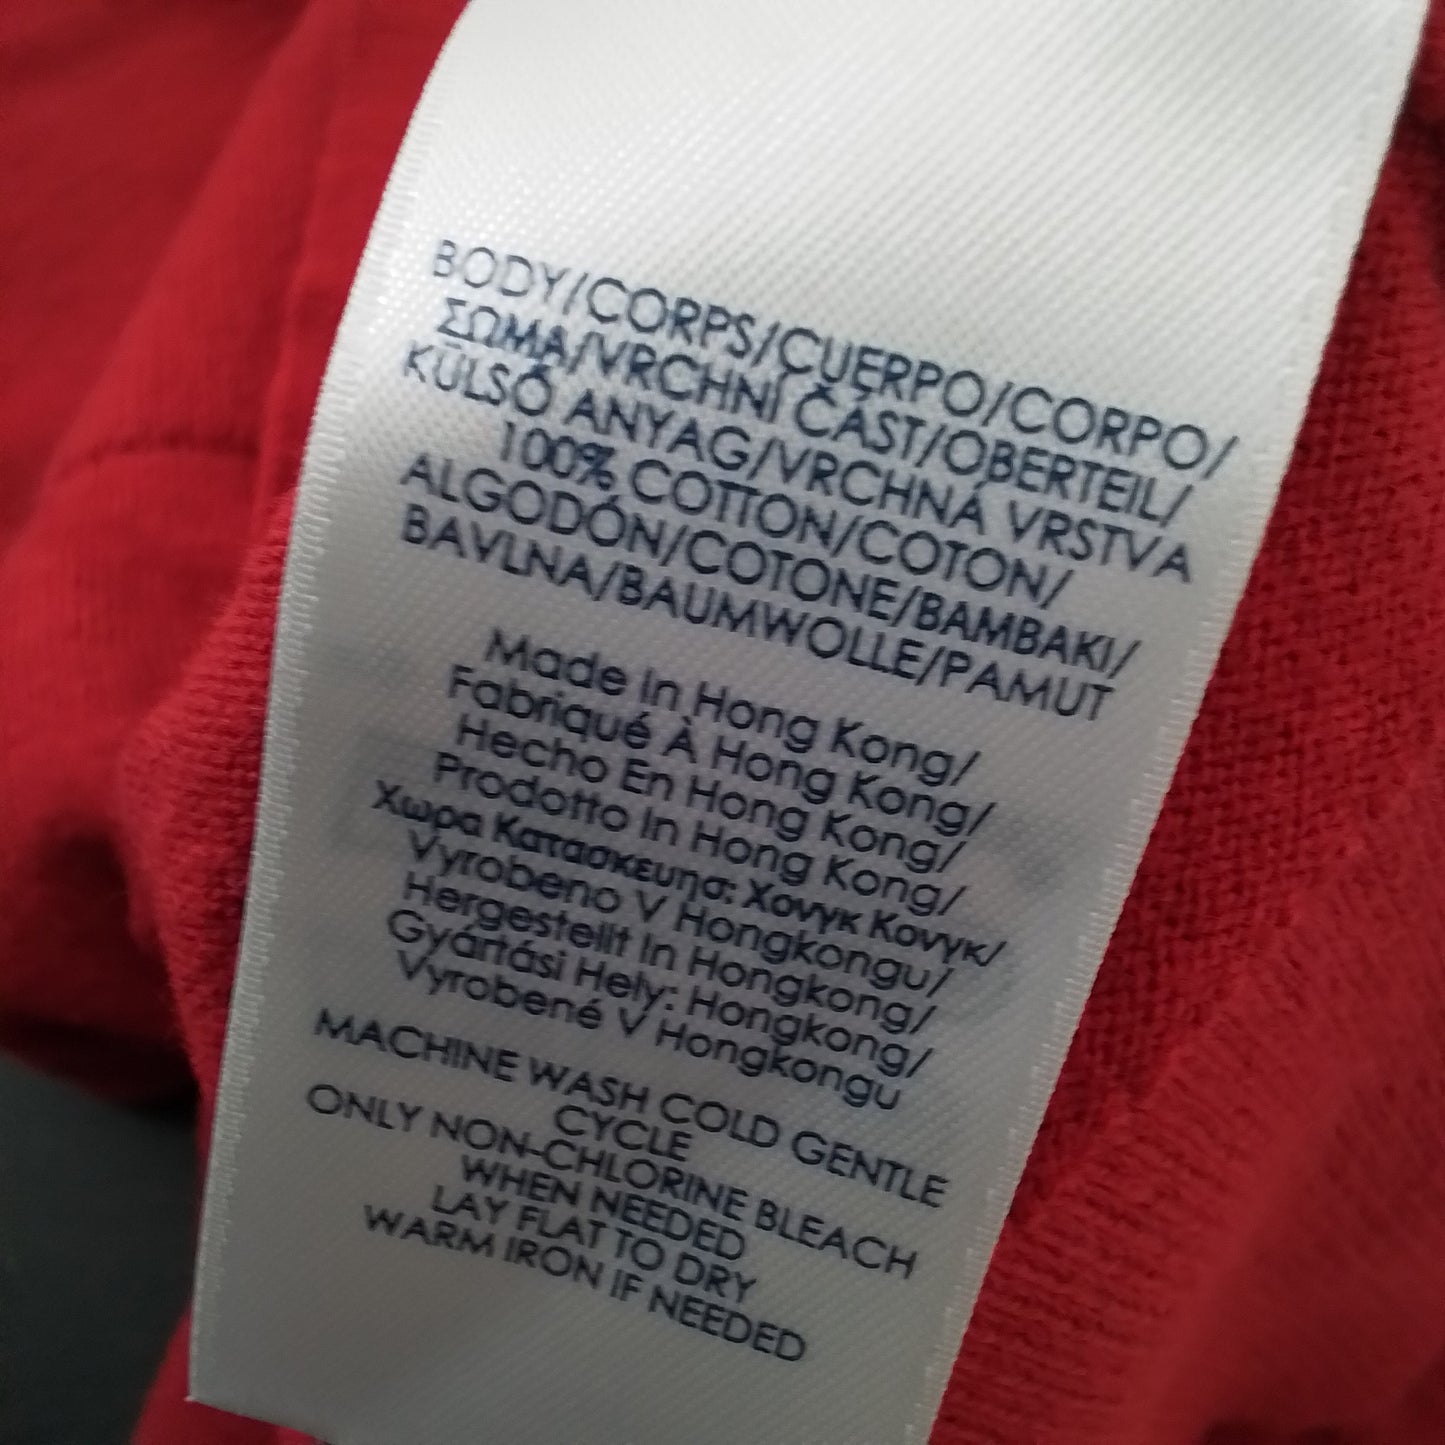 BODY/CORPS/CUERPO/CORPO/
ΣΩΜΑ/VRCHNÍ ČÁST/OBERTEIL/
KÜLSŐ ANYAG/VRCHNÁ VRSTVA
100% COTTON/COTON/
ALGODÓN/COTONE/BAMBAKI/
BAVLNA/BAUMWOLLE/PAMUT
Made In Hong Kong/
Fabriqué À Hong Kong/
Hecho En Hong Kong/
Prodotto In Hong Kong/
Χωρα Κατασκευησ: Χονγκ Κονγκ/
Vyrobeno V Hongkongu/
Hergestellt In Hongkong/
Gyártási Hely: Hongkong/
Vyrobené V Hongkongu
MACHINE WASH COLD GENTLE
CYCLE
ONLY NON-CHLORINE BLEACH
WHEN NEEDED
LAY FLAT TO DRY
WARM IRON IF NEEDED